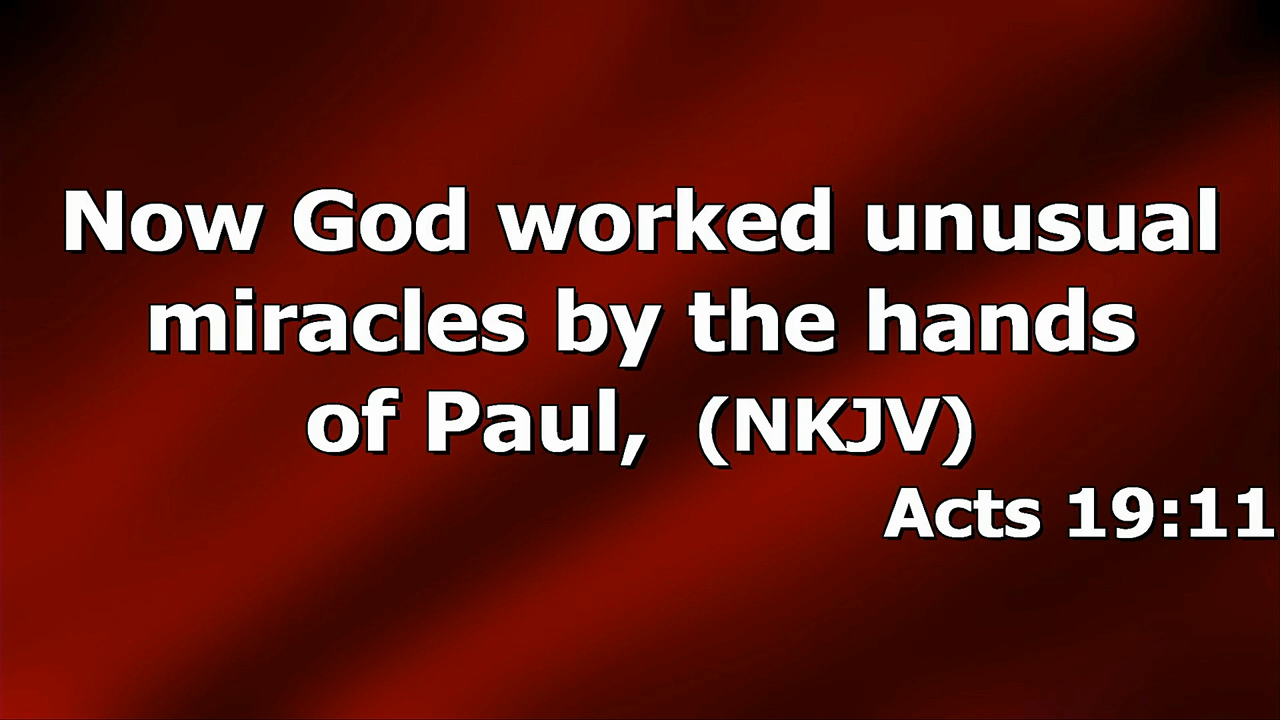 Now God worked unusual
miracles by the hands
of Paul, (NKJV)
Acts 19:11